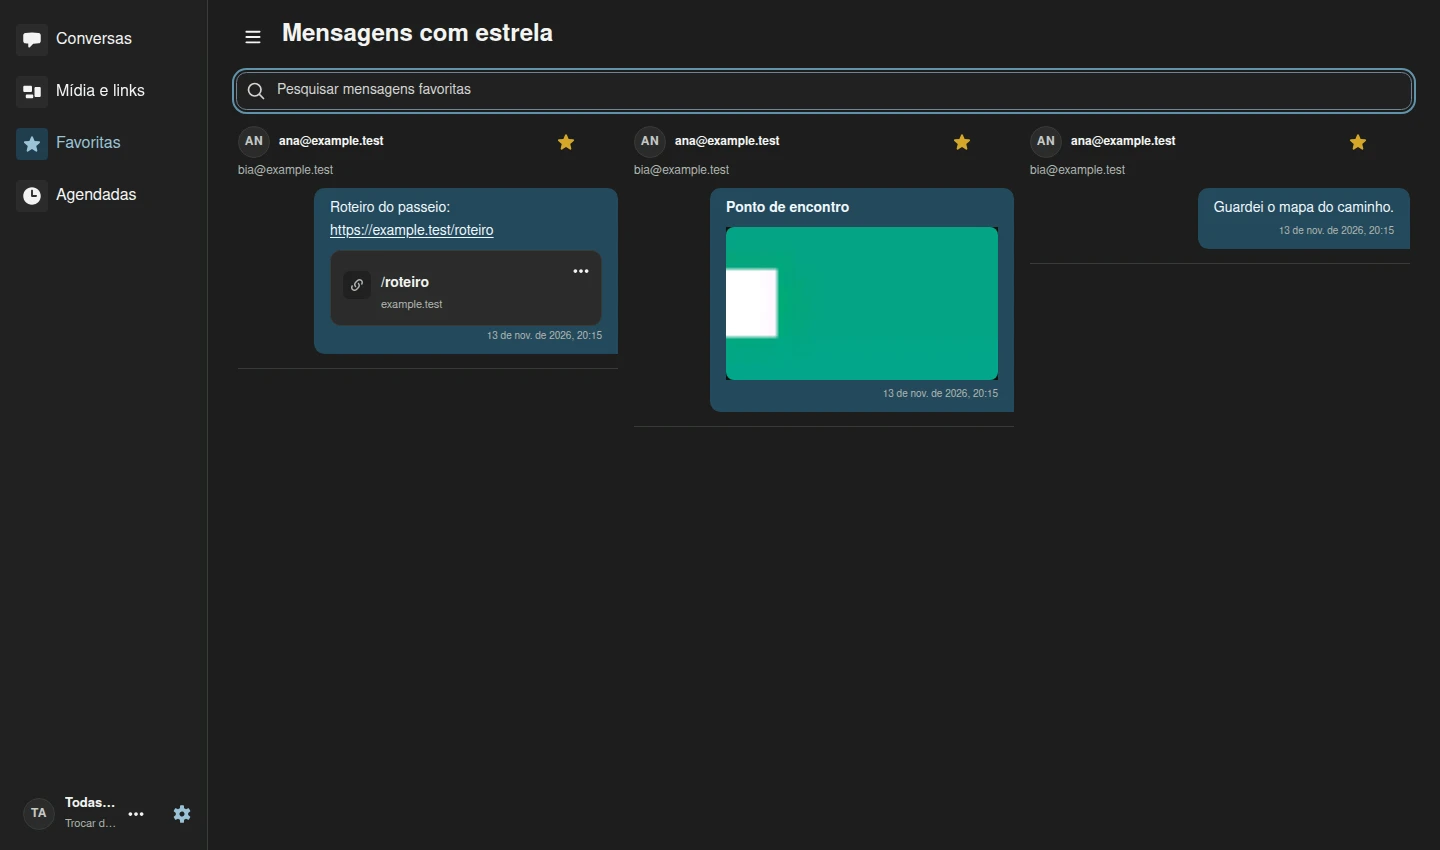 Conversas
Mídia e links
Favoritas
Agendadas
TA
Todas...
Trocar d...
Mensagens com estrela
Pesquisar mensagens favoritas
AN
ana@example.test
bia@example.test
Roteiro do passeio:
https://example.test/roteiro
/roteiro
example.test
13 de nov. de 2026, 20:15
AN
ana@example.test
bia@example.test
Ponto de encontro
13 de nov. de 2026, 20:15
AN
ana@example.test
bia@example.test
Guardei o mapa do caminho.
13 de nov. de 2026, 20:15